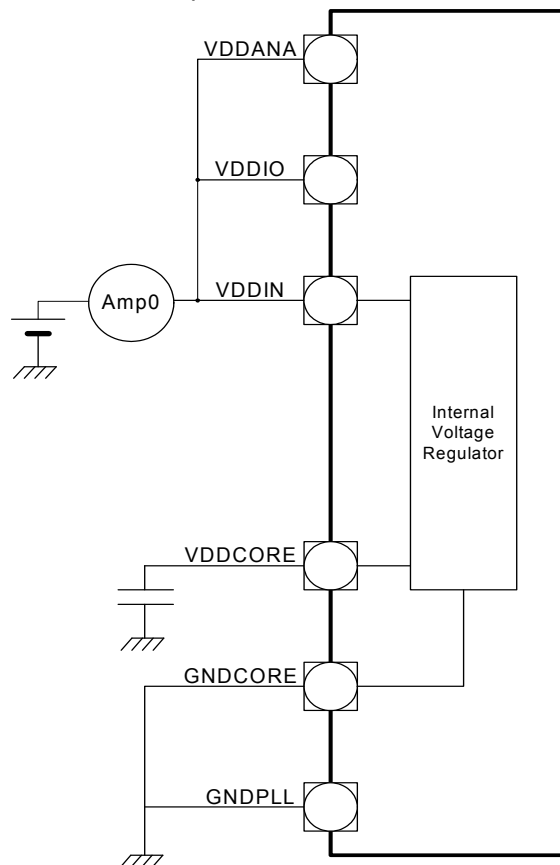 VDDANA
VDDIO
Amp0
VDDIN
Internal
Voltage
Regulator
VDDCORE
GNDCORE
GNDPLL